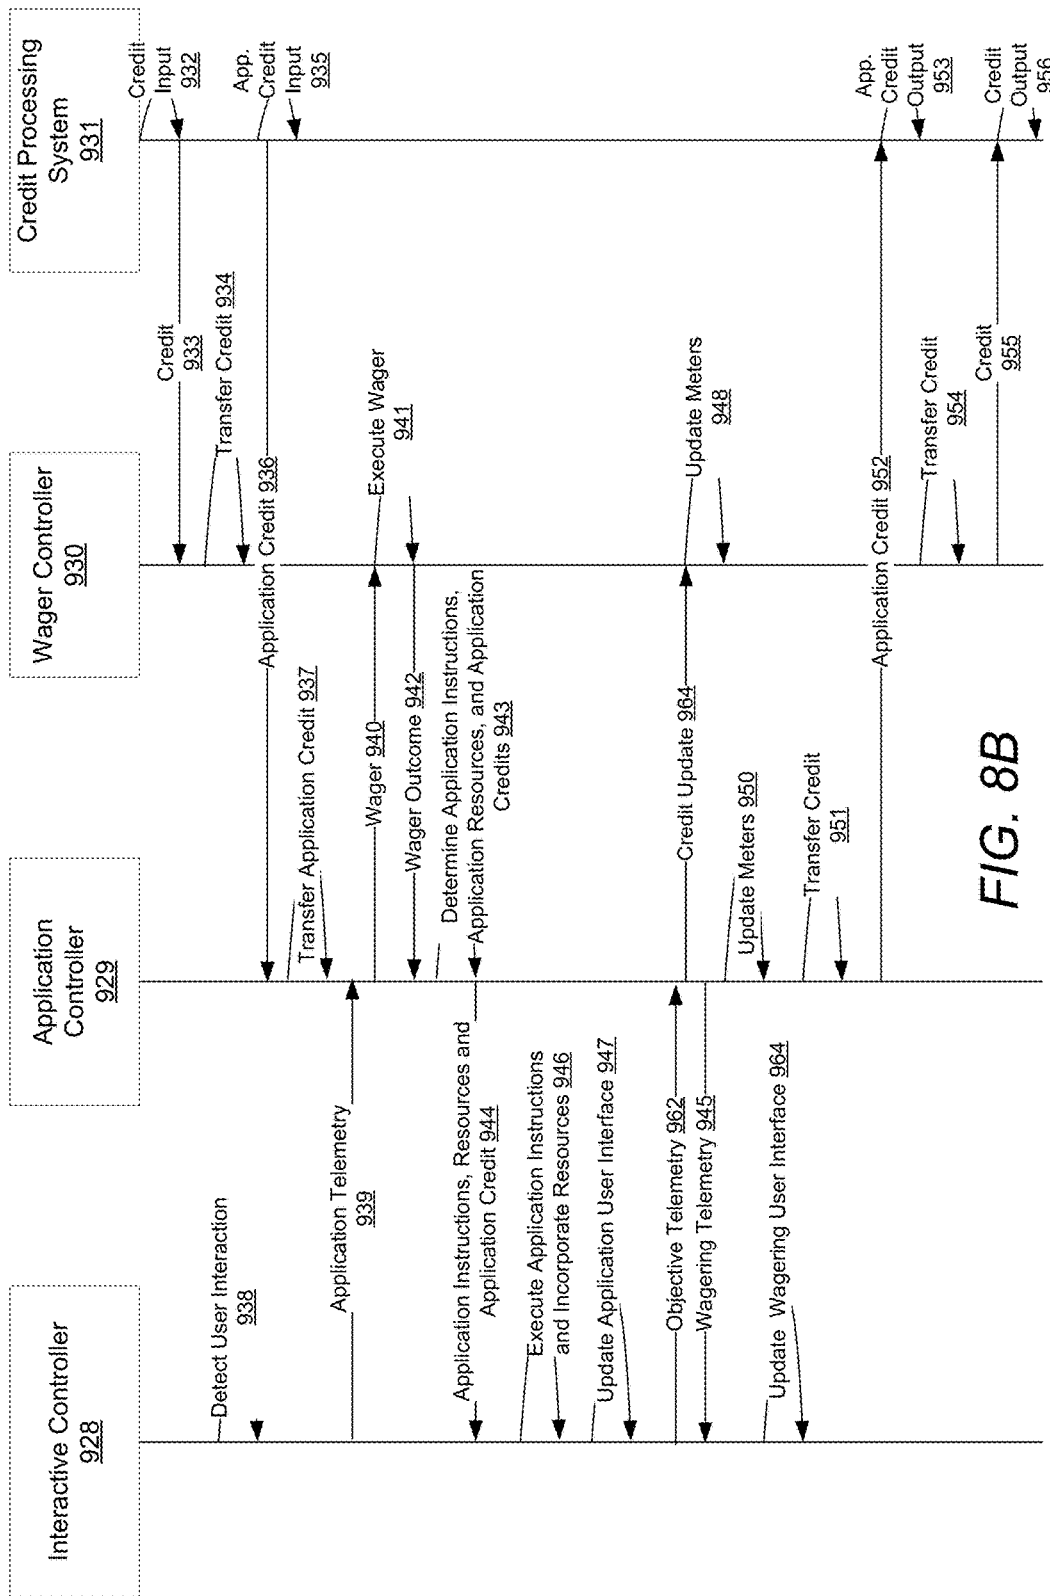 Interactive Controller
928
Application
Controller
929
Wager Controller
930
Credit Processing
System
931
Credit
Input
932
Credit
933
Transfer Credit 934
App.
Credit
Input
935
Application Credit 936
Transfer Application Credit 937
Detect User Interaction
938
Application Telemetry
939
Wager 940
Execute Wager
941
Wager Outcome 942
Determine Application Instructions,
Application Resources, and Application
Credits 943
Application Instructions, Resources and
Application Credit 944
Execute Application Instructions
and Incorporate Resources 946
Update Application User Interface 947
Objective Telemetry 962
Wagering Telemetry 945
Credit Update 964
Update Meters
948
Update Meters 950
Update Wagering User Interface 964
Transfer Credit
951
Application Credit 952
App.
Credit
Output
953
Transfer Credit
954
Credit
955
Credit
Output
956
FIG. 8B